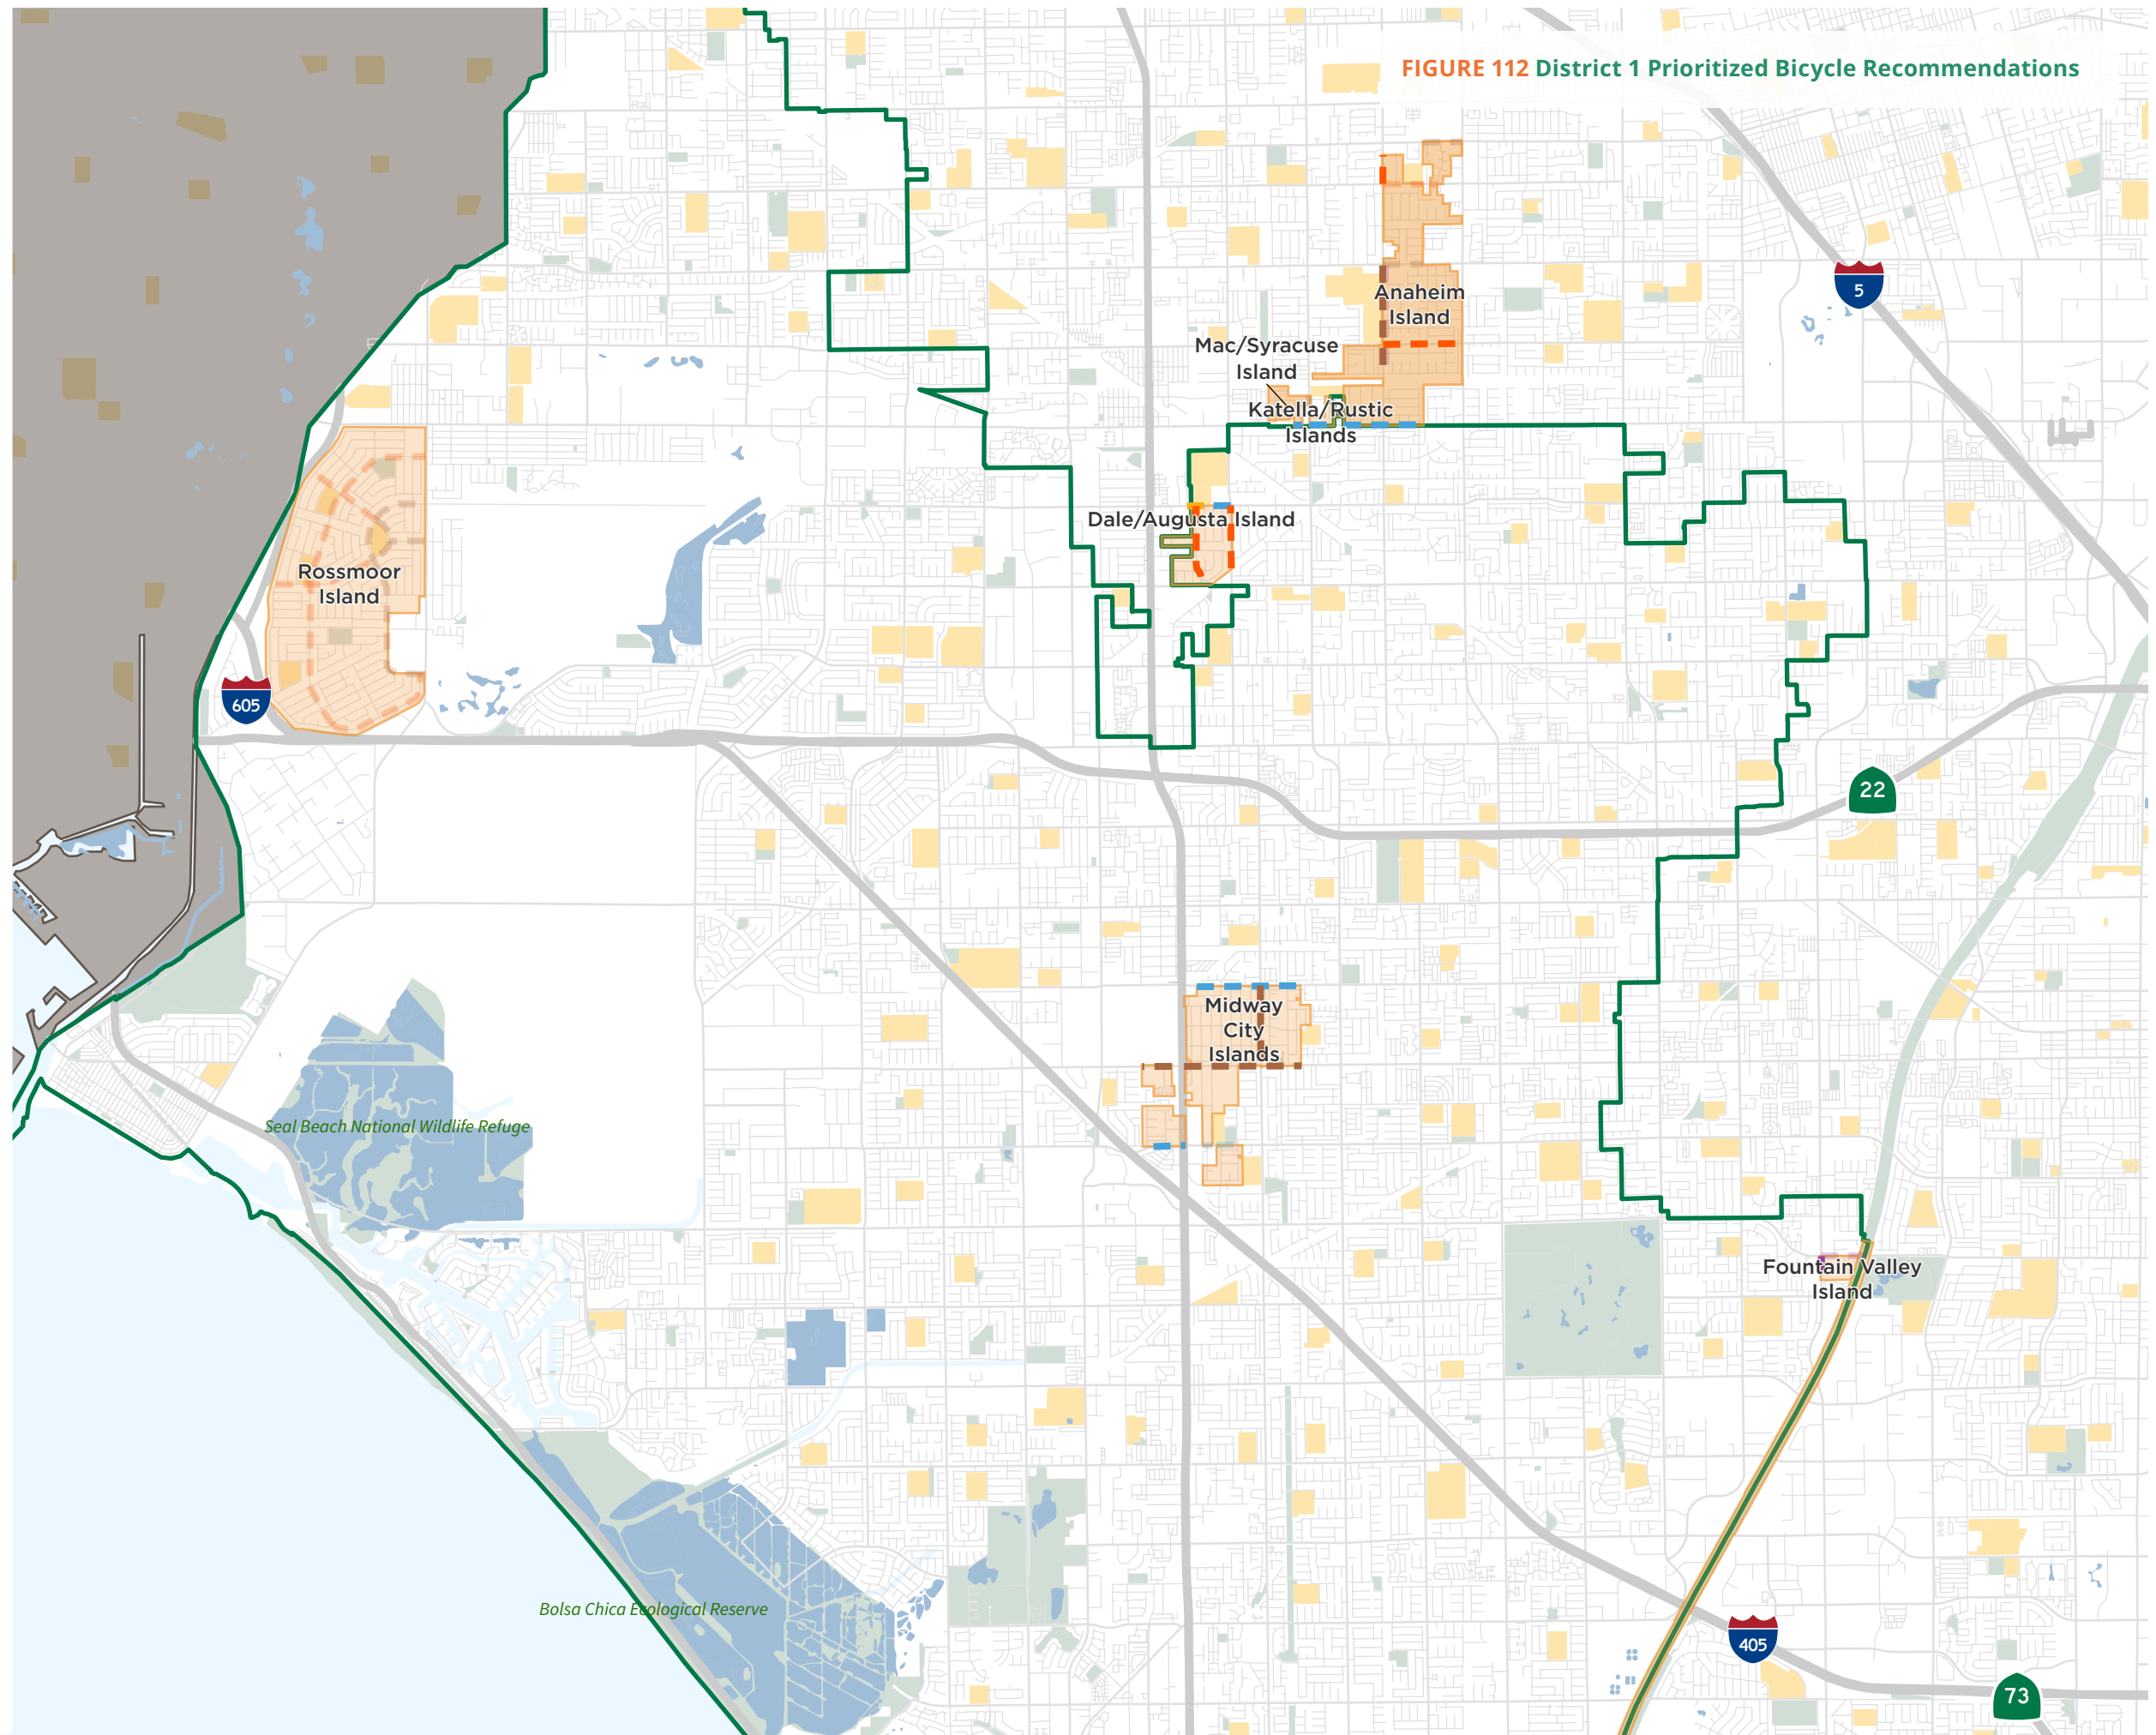 FIGURE 112 District 1 Prioritized Bicycle Recommendations
5
Anaheim
Island
Mac/Syracuse
Island
Katella/Rustic
Islands
Dale/Augusta Island
Rossmoor
Island
605
22
Midway
City
Islands
Seal Beach National Wildlife Refuge
Fountain Valley
Island
Bolsa Chica Ecological Reserve
405
73